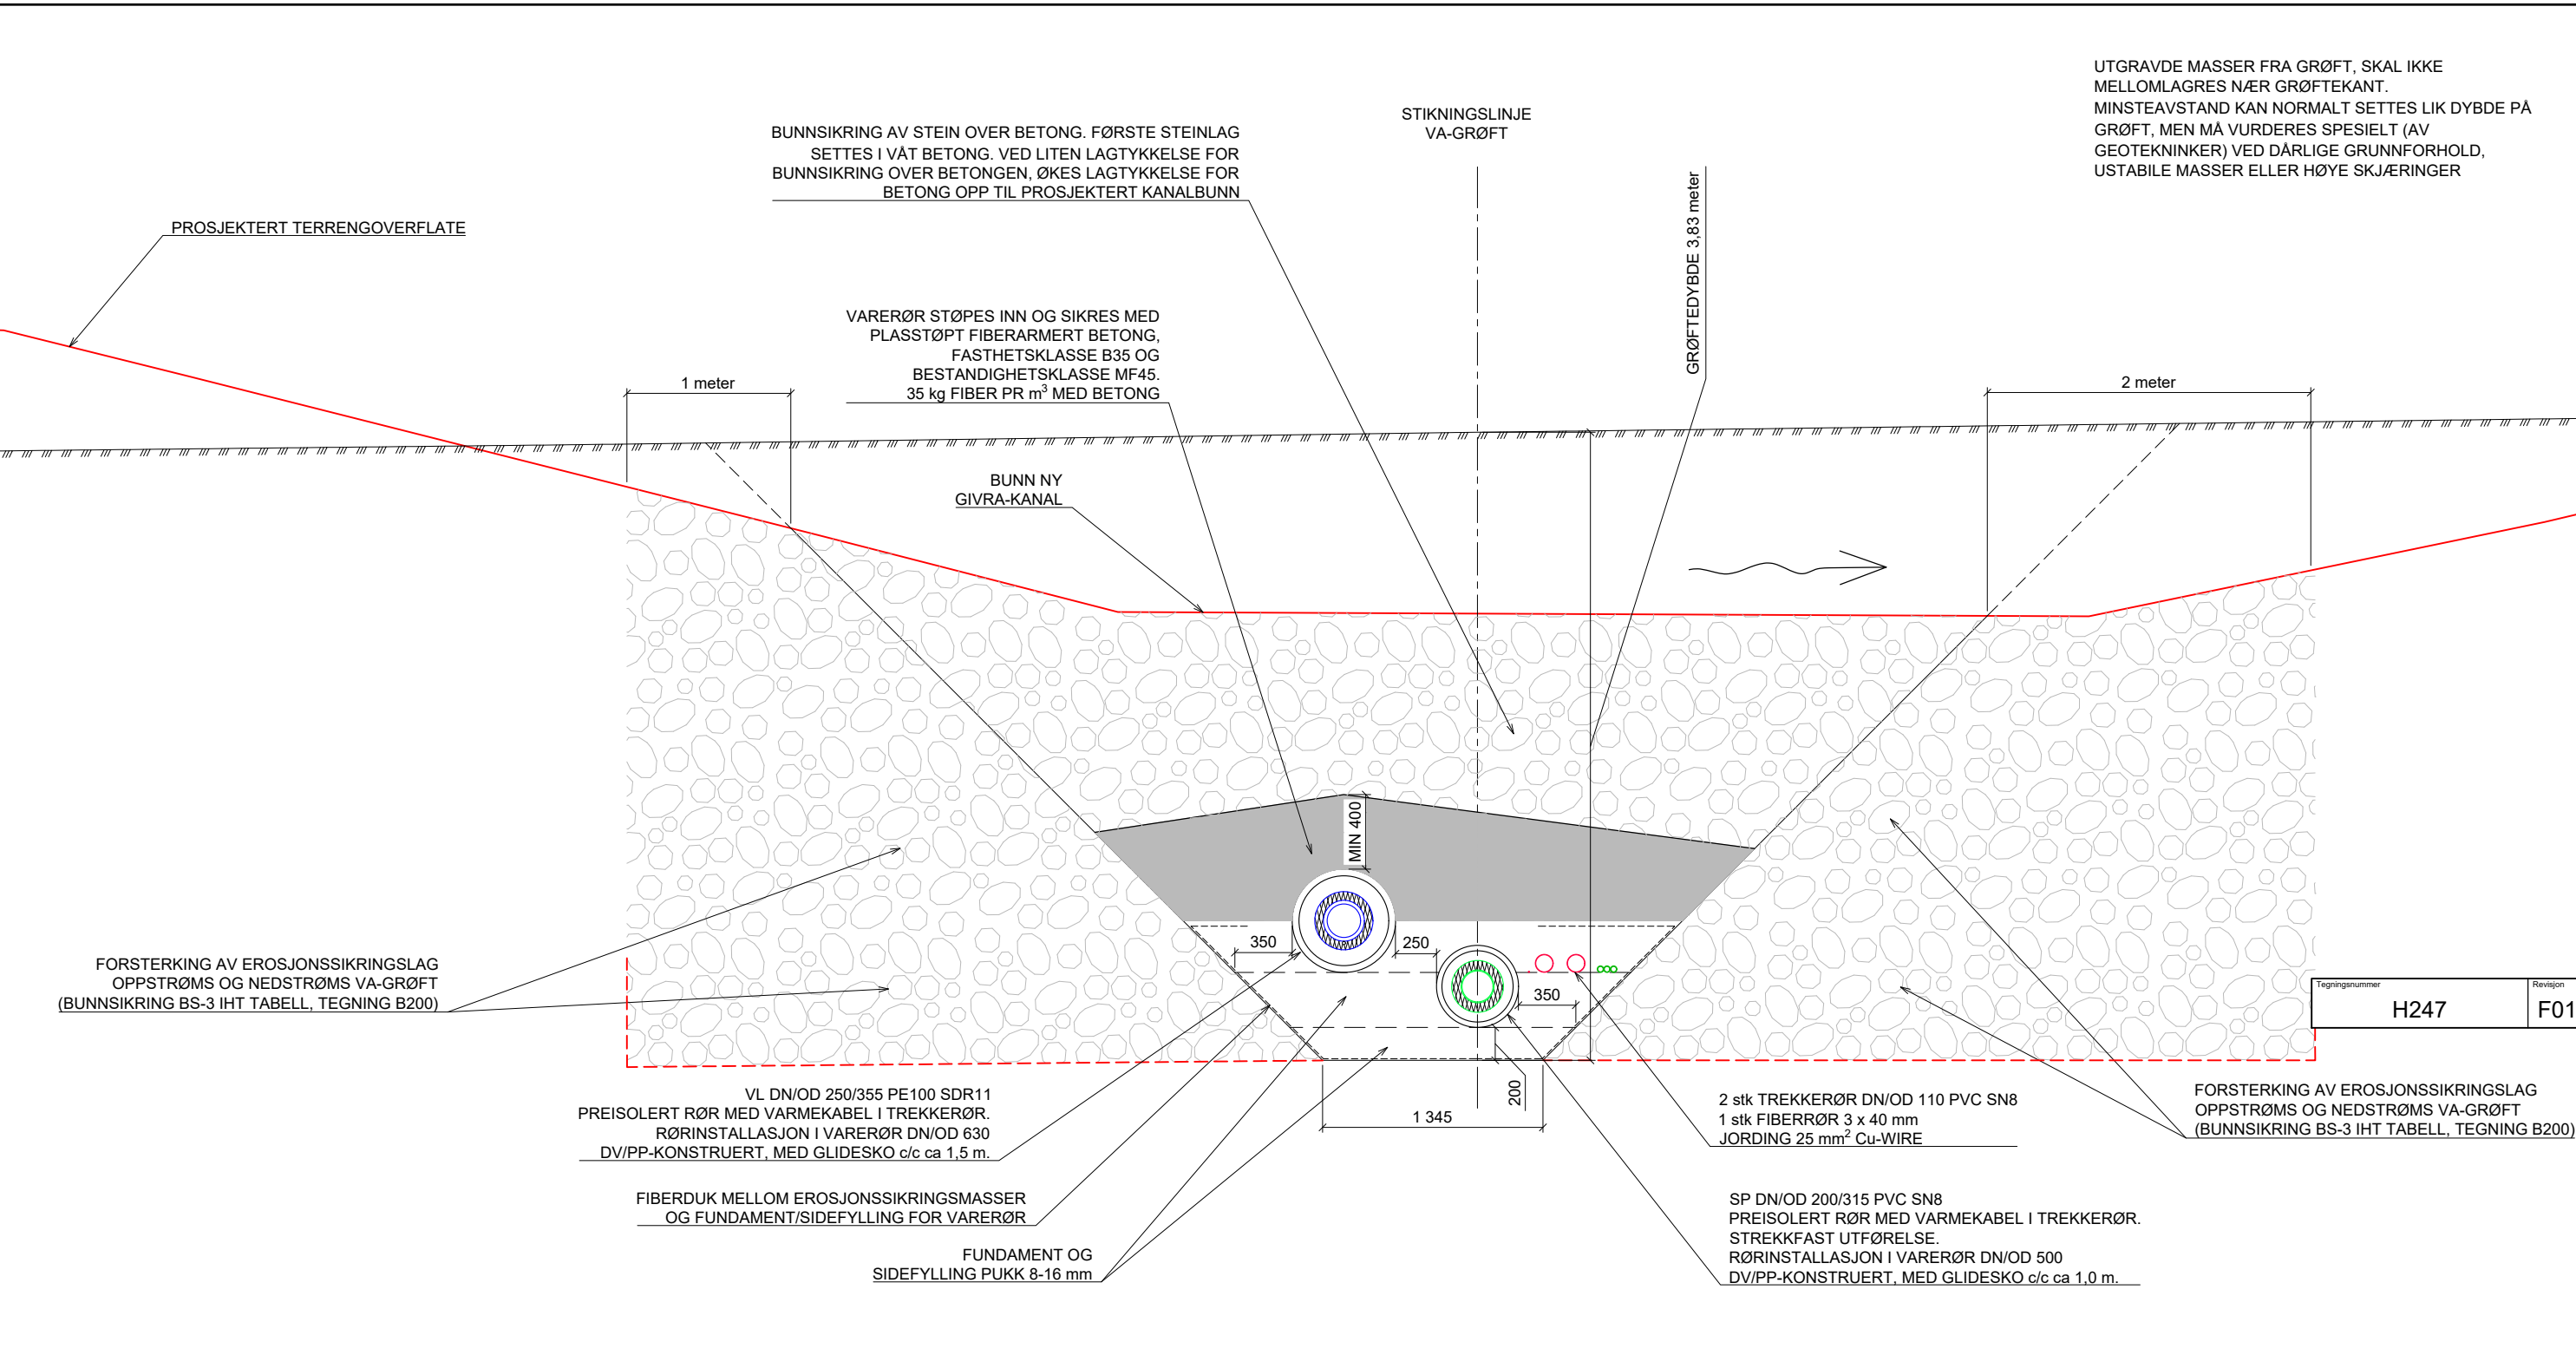 UTGRAVDE MASSER FRA GRØFT, SKAL IKKE
MELLOMLAGRES NÆR GRØFTEKANT.
MINSTEAVSTAND KAN NORMALT SETTES LIK DYBDE PÅ
GRØFT, MEN MÅ VURDERES SPESIELT (AV
GEOTEKNINKER) VED DÅRLIGE GRUNNFORHOLD,
USTABILE MASSER ELLER HØYE SKJÆRINGER
STIKNINGSLINJE
VA-GRØFT
BUNNSIKRING AV STEIN OVER BETONG. FØRSTE STEINLAG
SETTES I VÅT BETONG. VED LITEN LAGTYKKELSE FOR
BUNNSIKRING OVER BETONGEN, ØKES LAGTYKKELSE FOR
BETONG OPP TIL PROSJEKTERT KANALBUNN
PROSJEKTERT TERRENGOVERFLATE
GRØFTEDYBDE 3,83 meter
VARERØR STØPES INN OG SIKRES MED
PLASSTØPT FIBERARMERT BETONG,
FASTHETSKLASSE B35 OG
BESTANDIGHETSKLASSE MF45.
35 kg FIBER PR m³ MED BETONG
1 meter
2 meter
BUNN NY
GIVRA-KANAL
MIN 400
350
250
350
200
1 345
FORSTERKING AV EROSJONSSIKRINGSLAG
OPPSTRØMS OG NEDSTRØMS VA-GRØFT
(BUNNSIKRING BS-3 IHT TABELL, TEGNING B200)
Tegningsnummer
H247
Revisjon
F01
VL DN/OD 250/355 PE100 SDR11
PREISOLERT RØR MED VARMEKABEL I TREKKERØR.
RØRINSTALLASJON I VARERØR DN/OD 630
DV/PP-KONSTRUERT, MED GLIDESKO c/c ca 1,5 m.
2 stk TREKKERØR DN/OD 110 PVC SN8
1 stk FIBERRØR 3 x 40 mm
JORDING 25 mm² Cu-WIRE
FORSTERKING AV EROSJONSSIKRINGSLAG
OPPSTRØMS OG NEDSTRØMS VA-GRØFT
(BUNNSIKRING BS-3 IHT TABELL, TEGNING B200)
FIBERDUK MELLOM EROSJONSSIKRINGSMASSER
OG FUNDAMENT/SIDEFYLLING FOR VARERØR
SP DN/OD 200/315 PVC SN8
PREISOLERT RØR MED VARMEKABEL I TREKKERØR.
STREKKFAST UTFØRELSE.
RØRINSTALLASJON I VARERØR DN/OD 500
DV/PP-KONSTRUERT, MED GLIDESKO c/c ca 1,0 m.
FUNDAMENT OG
SIDEFYLLING PUKK 8-16 mm